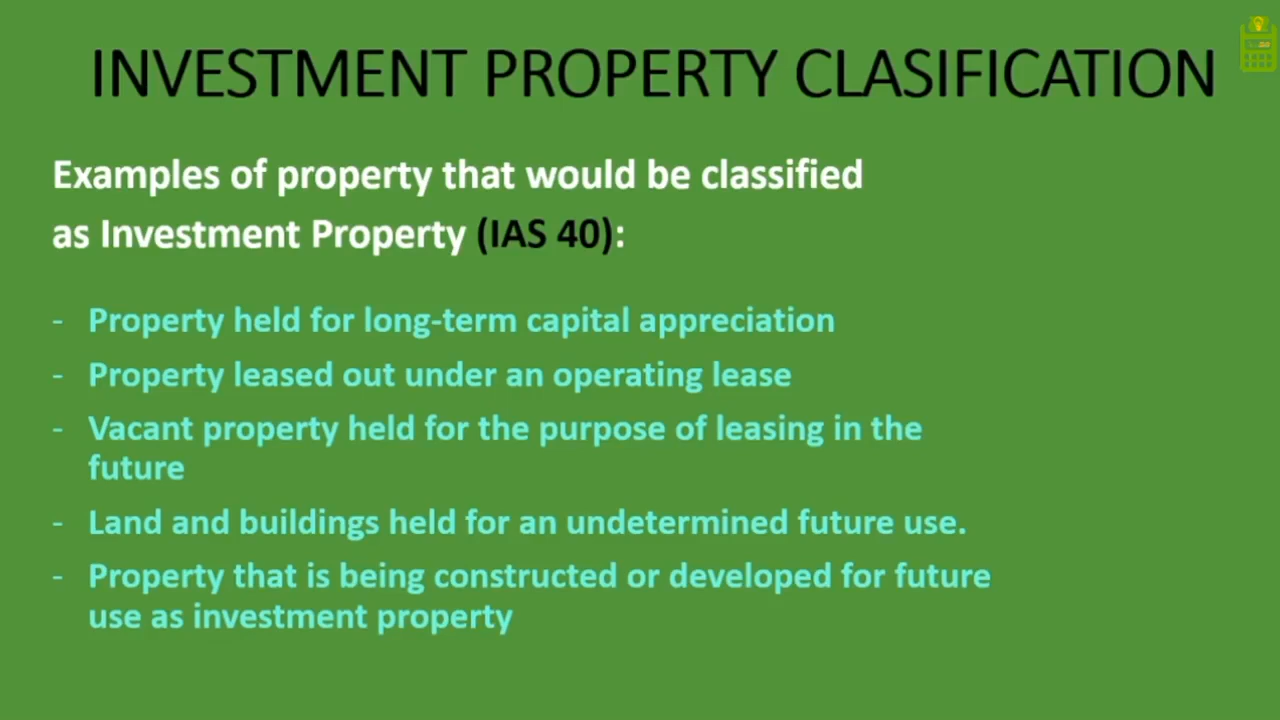 INVESTMENT PROPERTY CLASIFICATION
Examples of property that would be classified
as Investment Property (IAS 40):
- Property held for long-term capital appreciation
- Property leased out under an operating lease
- Vacant property held for the purpose of leasing in the
future
- Land and buildings held for an undetermined future use.
- Property that is being constructed or developed for future
use as investment property